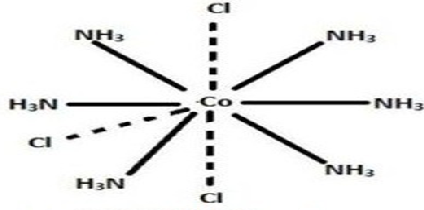 Cl
NH₃ NH₃
H₃N Co NH₃
Cl
H₃N NH₃
Cl